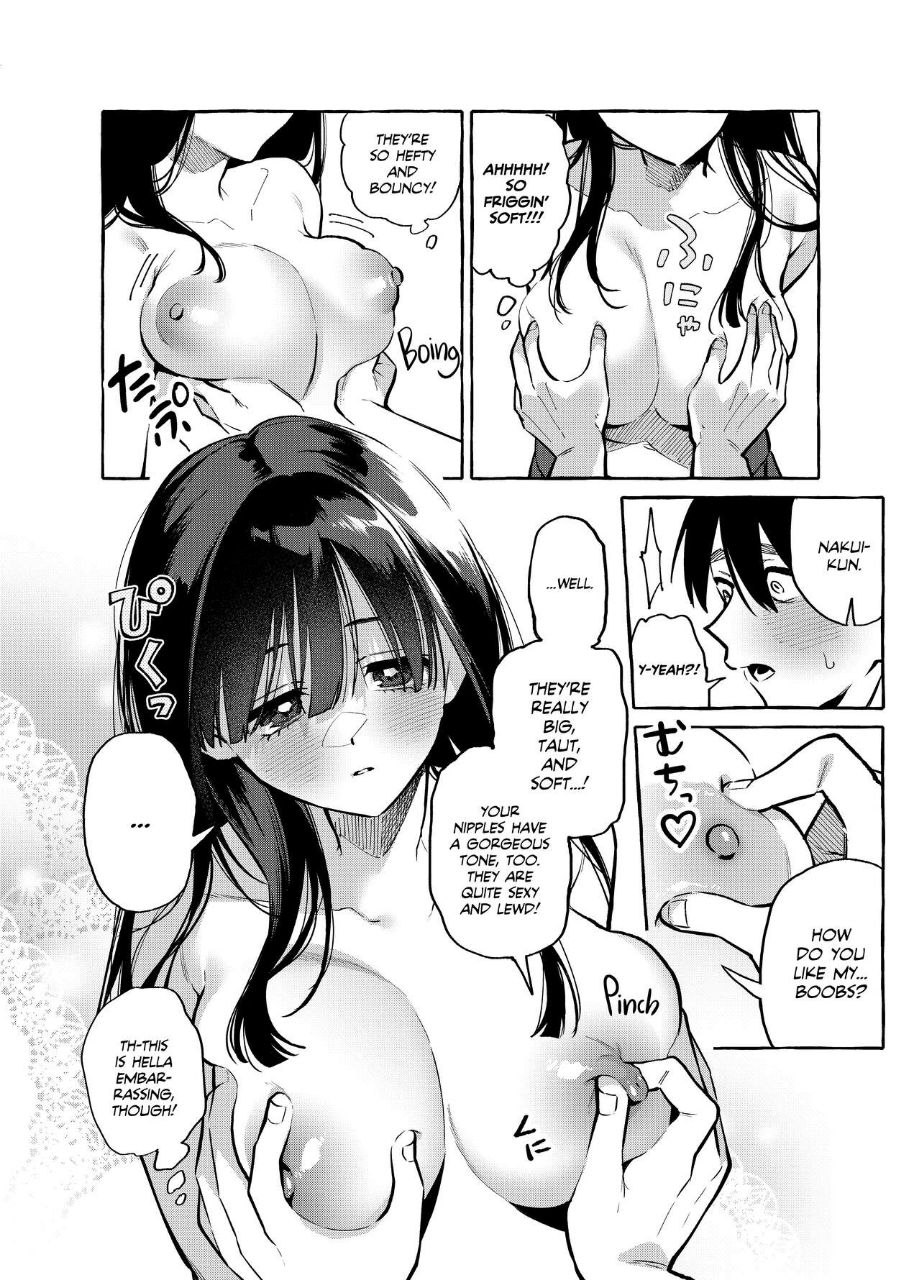 AHHHHH!
SO
FRIGGIN'
SOFT!!!
ふにゃ
THEY'RE
SO HEFTY
AND
BOUNCY!
Boing
たぷ
NAKUI-
KUN.
Y-YEAH?!
むちっ♡
HOW
DO YOU
LIKE MY...
BOOBS?
...WELL.
THEY'RE
REALLY
BIG,
TAUT,
AND
SOFT...!
YOUR
NIPPLES HAVE
A GORGEOUS
TONE, TOO.
THEY ARE
QUITE SEXY
AND LEWD!
Pinch
くに
ぴくっ
...
TH-THIS
IS HELLA
EMBAR-
RASSING,
THOUGH!